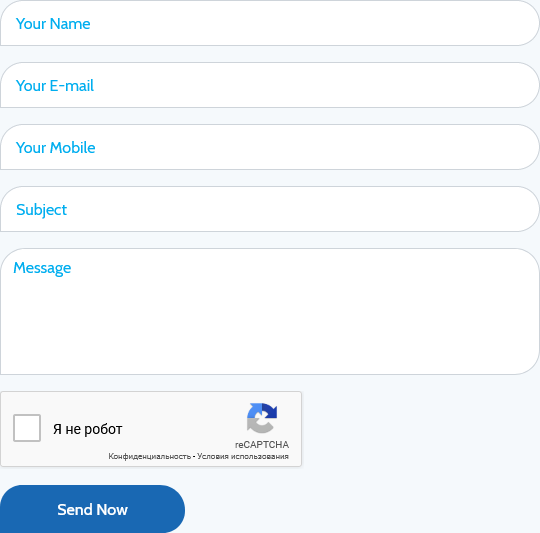 Your Name
Your E-mail
Your Mobile
Subject
Message
Я не робот
reCAPTCHA
Конфиденциальность - Условия использования
Send Now